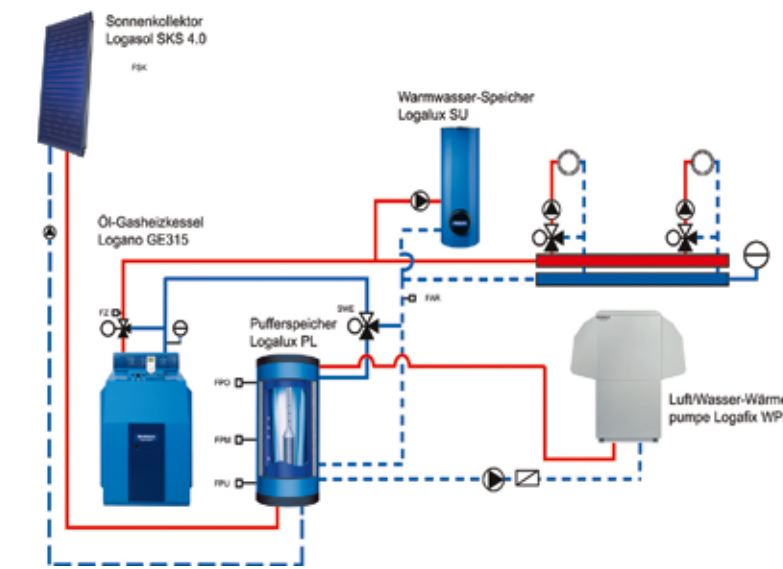 Sonnenkollektor
Logasol SKS 4.0
FSK
Warmwasser-Speicher
Logalux SU
Öl-Gasheizkessel
Logano GE315
FZ
SWE
FAR
Pufferspeicher
Logalux PL
FPO
FPM
FPU
Luft/Wasser-Wärme
pumpe Logafix WP